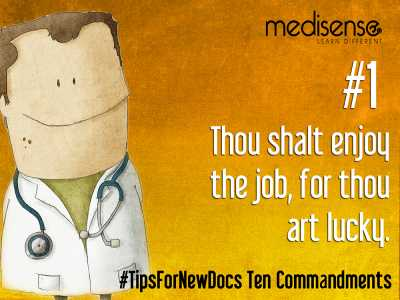 medisense
LEARN DIFFERENT
#1
Thou shalt enjoy
the job, for thou
art lucky.
#TipsForNewDocs Ten Commandments